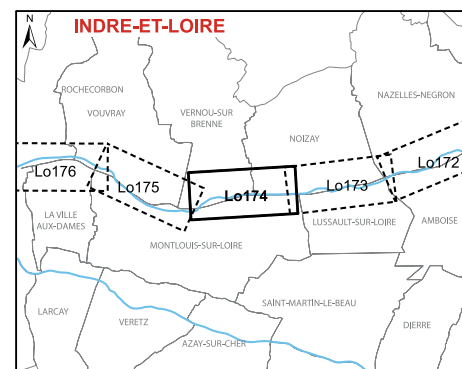 N
INDRE-ET-LOIRE
NAZELLES-NEGRON
ROCHECORBON
VOUVRAY
VERNOU-SUR
BRENNE
NOIZAY
Lo176
Lo175
Lo174
Lo173
Lo172
LA VILLE
AUX-DAMES
MONTLOUIS-SUR-LOIRE
LUSSAULT-SUR-LOIRE
AMBOISE
LARCAY
VERETZ
AZAY-SUR-CHER
SAINT-MARTIN-LE-BEAU
DIERRE